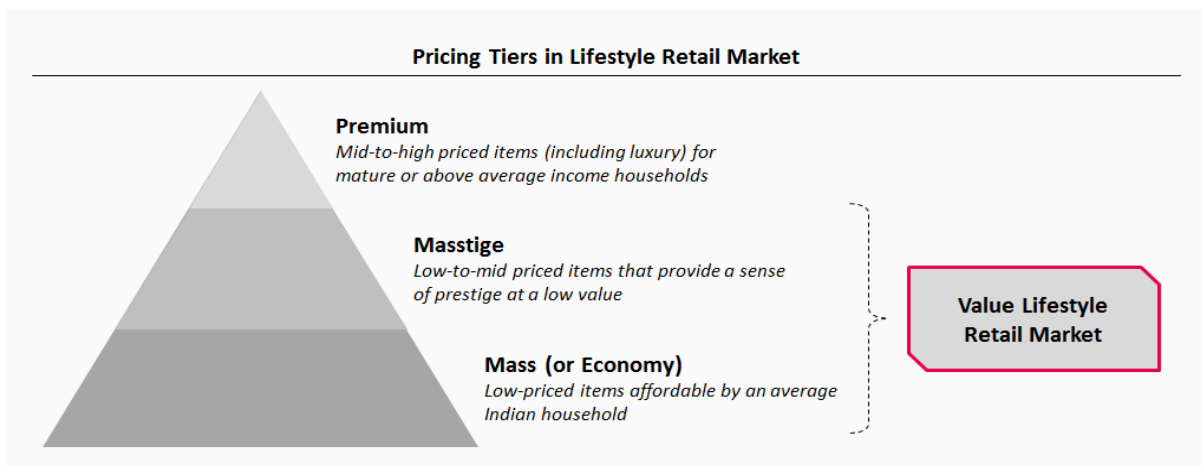 Pricing Tiers in Lifestyle Retail Market
Premium
Mid-to-high priced items (including luxury) for
mature or above average income households
Masstige
Low-to-mid priced items that provide a sense
of prestige at a low value
Mass (or Economy)
Low-priced items affordable by an average
Indian household
Value Lifestyle
Retail Market